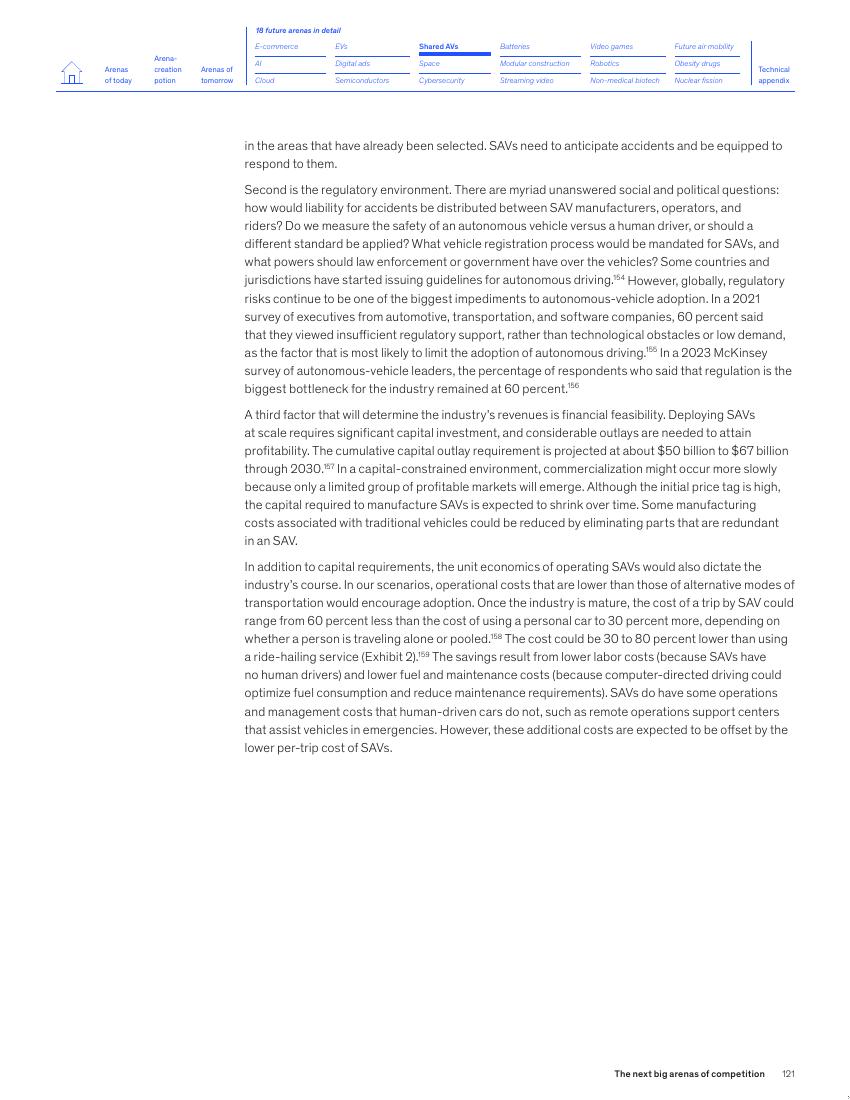 18 future arenas in detail
Arenas
of today
Arena-
creation
potion
Arenas of
tomorrow
E-commerce
EVs
Shared AVs
Batteries
Video games
Future air mobility
AI
Digital ads
Space
Modular construction
Robotics
Obesity drugs
Cloud
Semiconductors
Cybersecurity
Streaming video
Non-medical biotech
Nuclear fission
Technical
appendix
in the areas that have already been selected. SAVs need to anticipate accidents and be equipped to
respond to them.
Second is the regulatory environment. There are myriad unanswered social and political questions:
how would liability for accidents be distributed between SAV manufacturers, operators, and
riders? Do we measure the safety of an autonomous vehicle versus a human driver, or should a
different standard be applied? What vehicle registration process would be mandated for SAVs, and
what powers should law enforcement or government have over the vehicles? Some countries and
jurisdictions have started issuing guidelines for autonomous driving.154 However, globally, regulatory
risks continue to be one of the biggest impediments to autonomous-vehicle adoption. In a 2021
survey of executives from automotive, transportation, and software companies, 60 percent said
that they viewed insufficient regulatory support, rather than technological obstacles or low demand,
as the factor that is most likely to limit the adoption of autonomous driving.155 In a 2023 McKinsey
survey of autonomous-vehicle leaders, the percentage of respondents who said that regulation is the
biggest bottleneck for the industry remained at 60 percent.156
A third factor that will determine the industry's revenues is financial feasibility. Deploying SAVs
at scale requires significant capital investment, and considerable outlays are needed to attain
profitability. The cumulative capital outlay requirement is projected at about $50 billion to $67 billion
through 2030.157 In a capital-constrained environment, commercialization might occur more slowly
because only a limited group of profitable markets will emerge. Although the initial price tag is high,
the capital required to manufacture SAVs is expected to shrink over time. Some manufacturing
costs associated with traditional vehicles could be reduced by eliminating parts that are redundant
in an SAV.
In addition to capital requirements, the unit economics of operating SAVs would also dictate the
industry's course. In our scenarios, operational costs that are lower than those of alternative modes of
transportation would encourage adoption. Once the industry is mature, the cost of a trip by SAV could
range from 60 percent less than the cost of using a personal car to 30 percent more, depending on
whether a person is traveling alone or pooled.158 The cost could be 30 to 80 percent lower than using
a ride-hailing service (Exhibit 2).159 The savings result from lower labor costs (because SAVs have
no human drivers) and lower fuel and maintenance costs (because computer-directed driving could
optimize fuel consumption and reduce maintenance requirements). SAVs do have some operations
and management costs that human-driven cars do not, such as remote operations support centers
that assist vehicles in emergencies. However, these additional costs are expected to be offset by the
lower per-trip cost of SAVs.
The next big arenas of competition 121